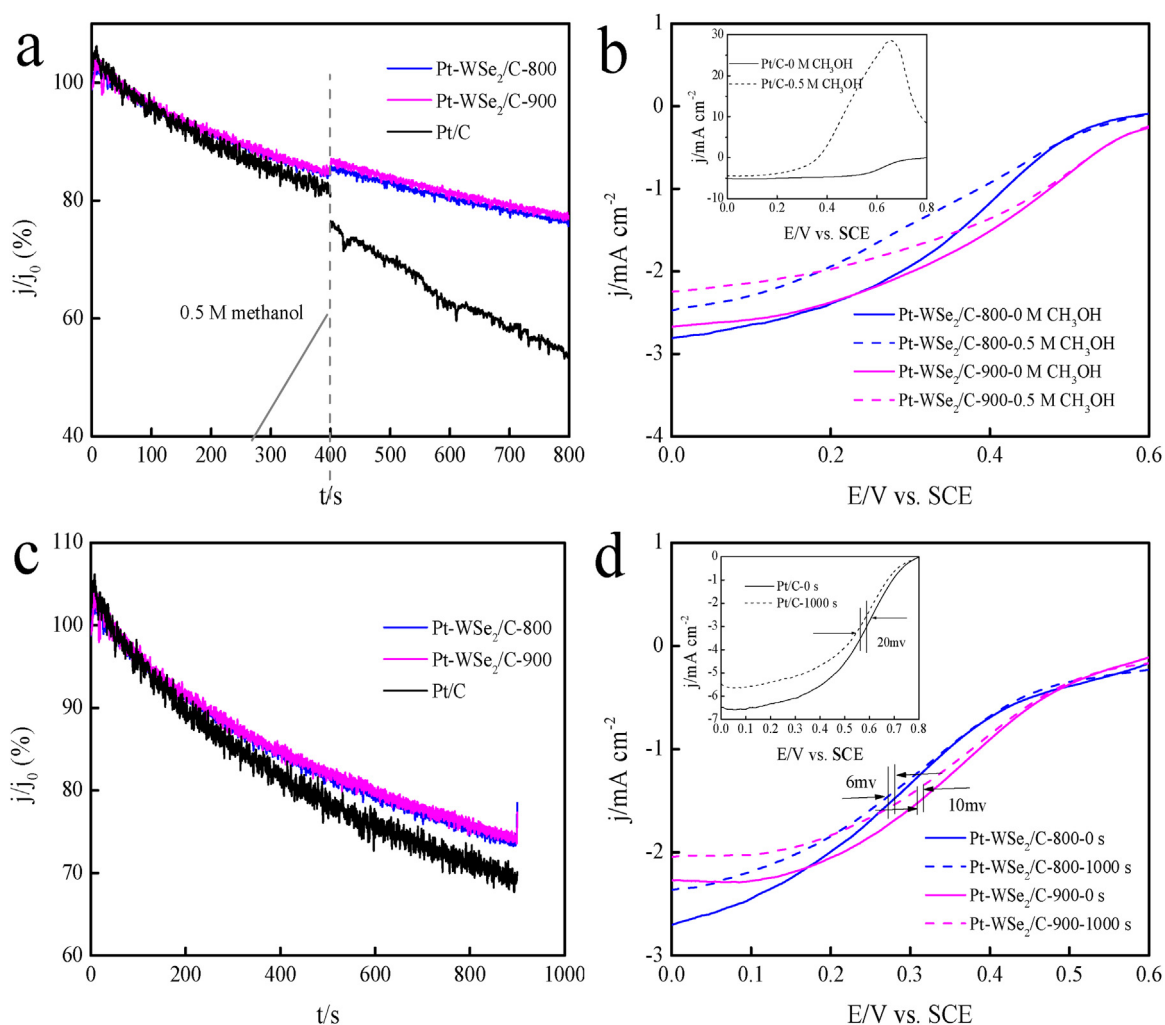 a
100
80
60
40
j/j0 (%)
Pt-WSe2/C-800
Pt-WSe2/C-900
Pt/C
0.5 M methanol
0 100 200 300 400 500 600 700 800
t/s
b
1
0
-1
-2
-3
-4
j/mA cm-2
30
20
10
0
-10
j/mA cm-2
Pt/C-0 M CH3OH
Pt/C-0.5 M CH3OH
0.0 0.2 0.4 0.6 0.8
E/V vs. SCE
Pt-WSe2/C-800-0 M CH3OH
Pt-WSe2/C-800-0.5 M CH3OH
Pt-WSe2/C-900-0 M CH3OH
Pt-WSe2/C-900-0.5 M CH3OH
0.0 0.2 0.4 0.6
E/V vs. SCE
c
110
100
90
80
70
60
j/j0 (%)
Pt-WSe2/C-800
Pt-WSe2/C-900
Pt/C
0 200 400 600 800 1000
t/s
d
1
0
-1
-2
-3
j/mA cm-2
0
-1
-2
-3
-4
-5
-6
-7
j/mA cm-2
Pt/C-0 s
Pt/C-1000 s
20mv
0.0 0.1 0.2 0.3 0.4 0.5 0.6 0.7 0.8
E/V vs. SCE
6mv
10mv
Pt-WSe2/C-800-0 s
Pt-WSe2/C-800-1000 s
Pt-WSe2/C-900-0 s
Pt-WSe2/C-900-1000 s
0.0 0.1 0.2 0.3 0.4 0.5 0.6
E/V vs. SCE